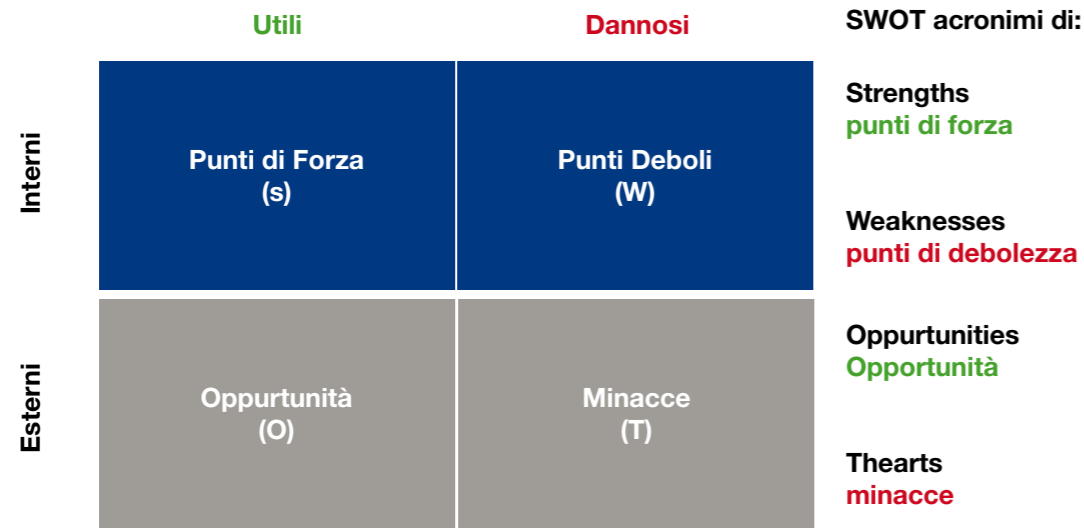 Utili
Dannosi
SWOT acronimi di:
Interni
Punti di Forza
(s)
Punti Deboli
(W)
Strengths
punti di forza
Weaknesses
punti di debolezza
Esterni
Oppurtunità
(O)
Minacce
(T)
Oppurtunities
Opportunità
Thearts
minacce